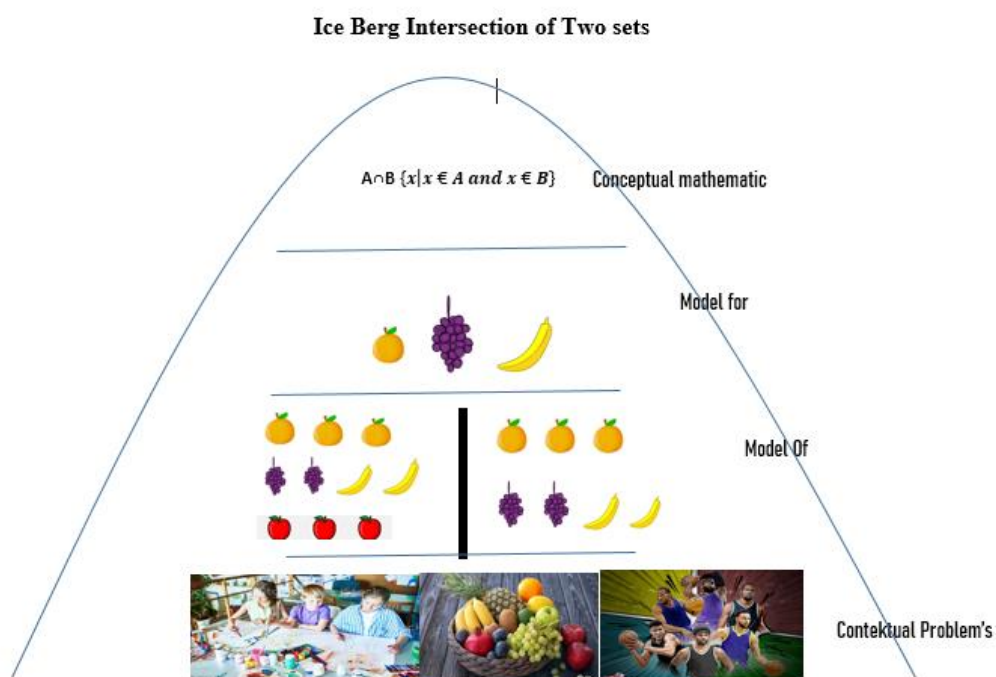 Ice Berg Intersection of Two sets
A∩B {x|x € A and x € B}
Conceptual mathematic
Model for
Model Of
Contektual Problem's